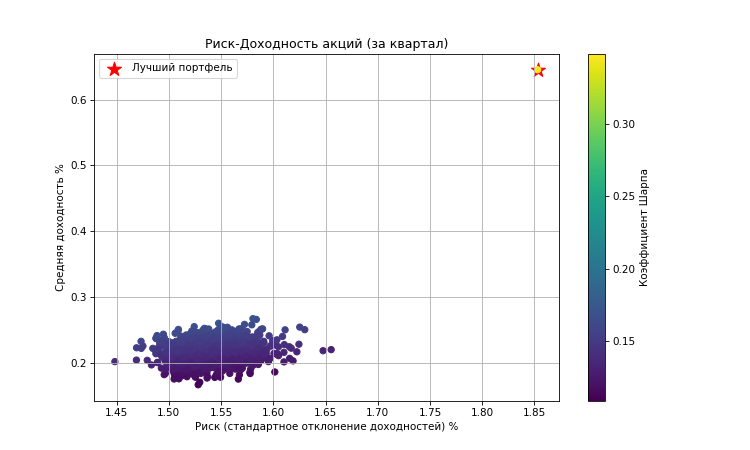 Риск-Доходность акций (за квартал)
Лучший портфель
Средняя доходность %
0.6
0.5
0.4
0.3
0.2
1.45 1.50 1.55 1.60 1.65 1.70 1.75 1.80 1.85
Риск (стандартное отклонение доходностей) %
0.30
0.25
0.20
0.15
Коэффициент Шарпа